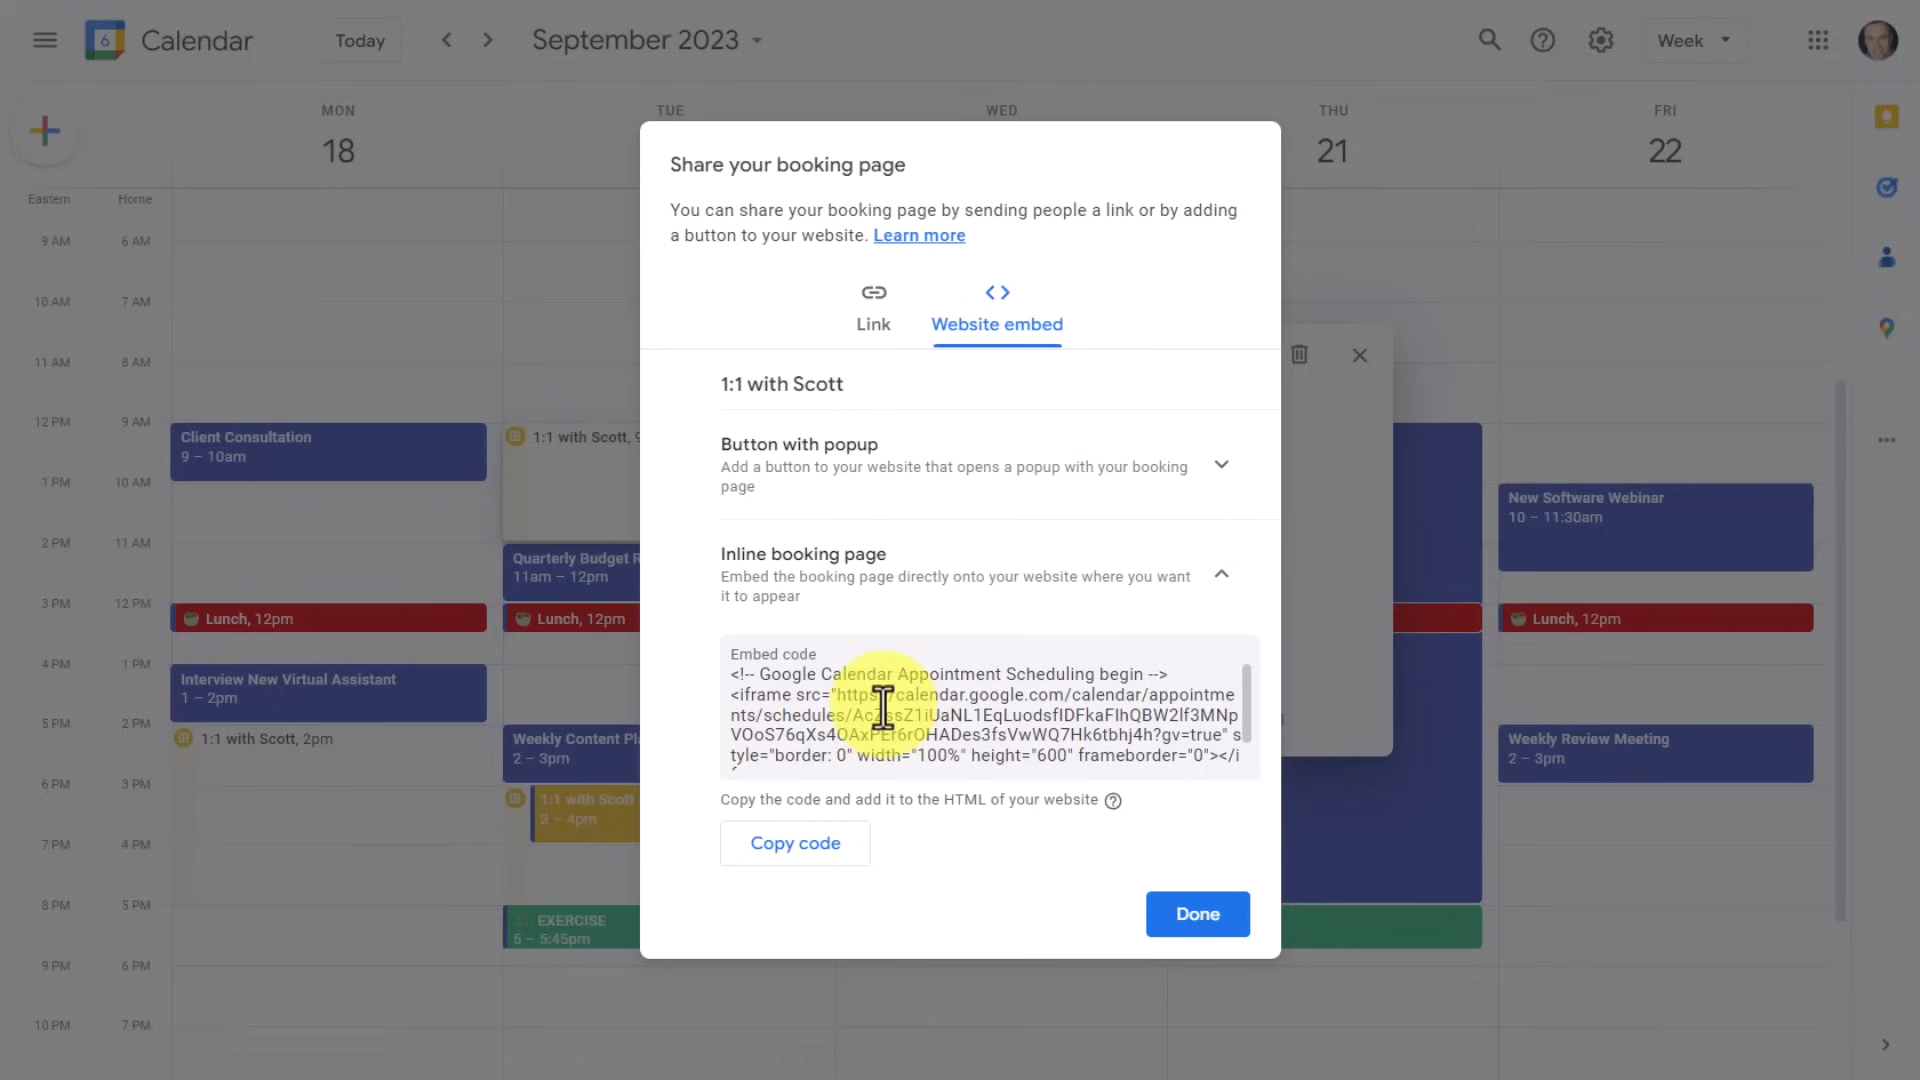 6
Calendar
Today
September 2023
Week
MON
18
TUE
WED
THU
21
FRI
22
Eastern
Home
9 AM
6 AM
10 AM
7 AM
11 AM
8 AM
12 PM
9 AM
1 PM
10 AM
2 PM
11 AM
3 PM
12 PM
4 PM
1 PM
5 PM
2 PM
6 PM
3 PM
7 PM
4 PM
8 PM
5 PM
9 PM
6 PM
10 PM
7 PM
Client Consultation
9 – 10am
Lunch, 12pm
Interview New Virtual Assistant
1 – 2pm
1:1 with Scott, 2pm
1:1 with Scott, 9
Quarterly Budget R
11am – 12pm
Lunch, 12pm
Weekly Content Pl
2 – 3pm
1:1 with Scott
3 – 4pm
EXERCISE
5 – 5:45pm
New Software Webinar
10 – 11:30am
Lunch, 12pm
Weekly Review Meeting
2 – 3pm
Share your booking page
You can share your booking page by sending people a link or by adding
a button to your website. Learn more
Link
Website embed
1:1 with Scott
Button with popup
Add a button to your website that opens a popup with your booking
page
Inline booking page
Embed the booking page directly onto your website where you want
it to appear
Embed code
<!-- Google Calendar Appointment Scheduling begin -->
<iframe src="https://calendar.google.com/calendar/appointme
nts/schedules/AcZssZ1iUaNL1EqLuodsfIDFkaFIhQBW2lf3MNp
VOoS76qXs4OAxPEr6rOHADes3fsVwWQ7Hk6tbhj4h?gv=true" s
tyle="border: 0" width="100%" height="600" frameborder="0"></i
Copy the code and add it to the HTML of your website
Copy code
Done